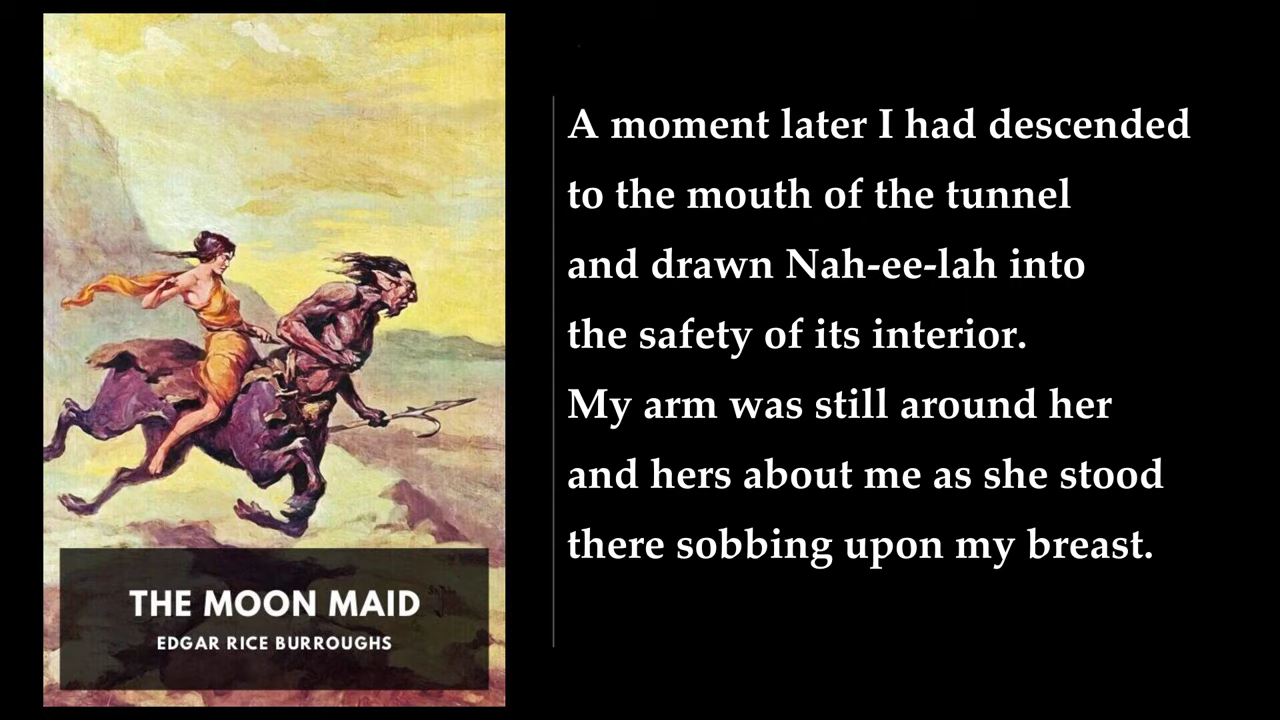 THE MOON MAID
EDGAR RICE BURROUGHS
A moment later I had descended
to the mouth of the tunnel
and drawn Nah-ee-lah into
the safety of its interior.
My arm was still around her
and hers about me as she stood
there sobbing upon my breast.